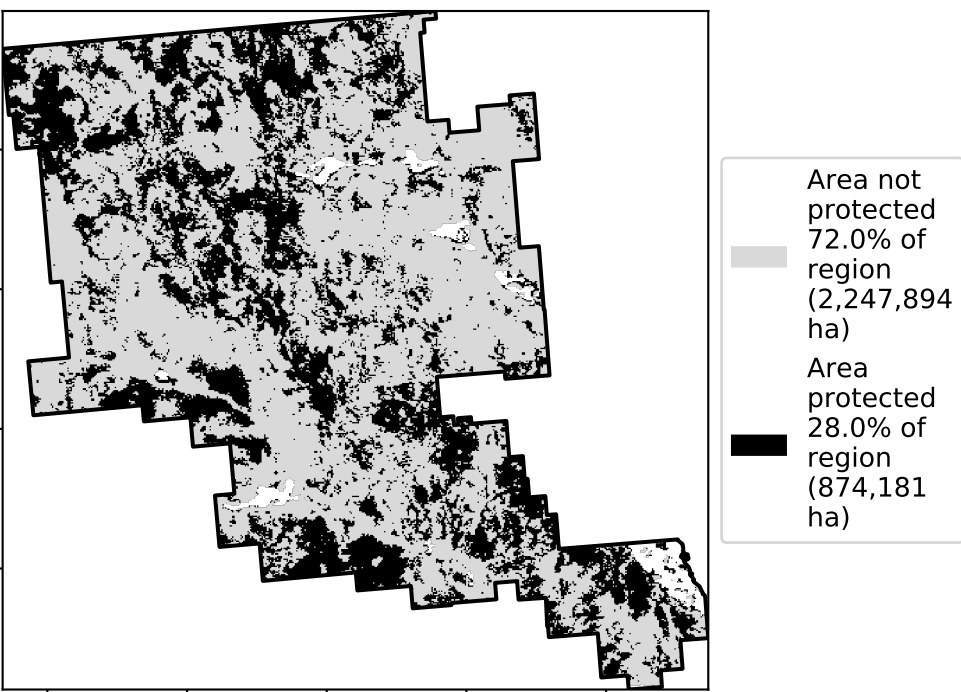 Area not
protected
72.0% of
region
(2,247,894
ha)
Area
protected
28.0% of
region
(874,181
ha)